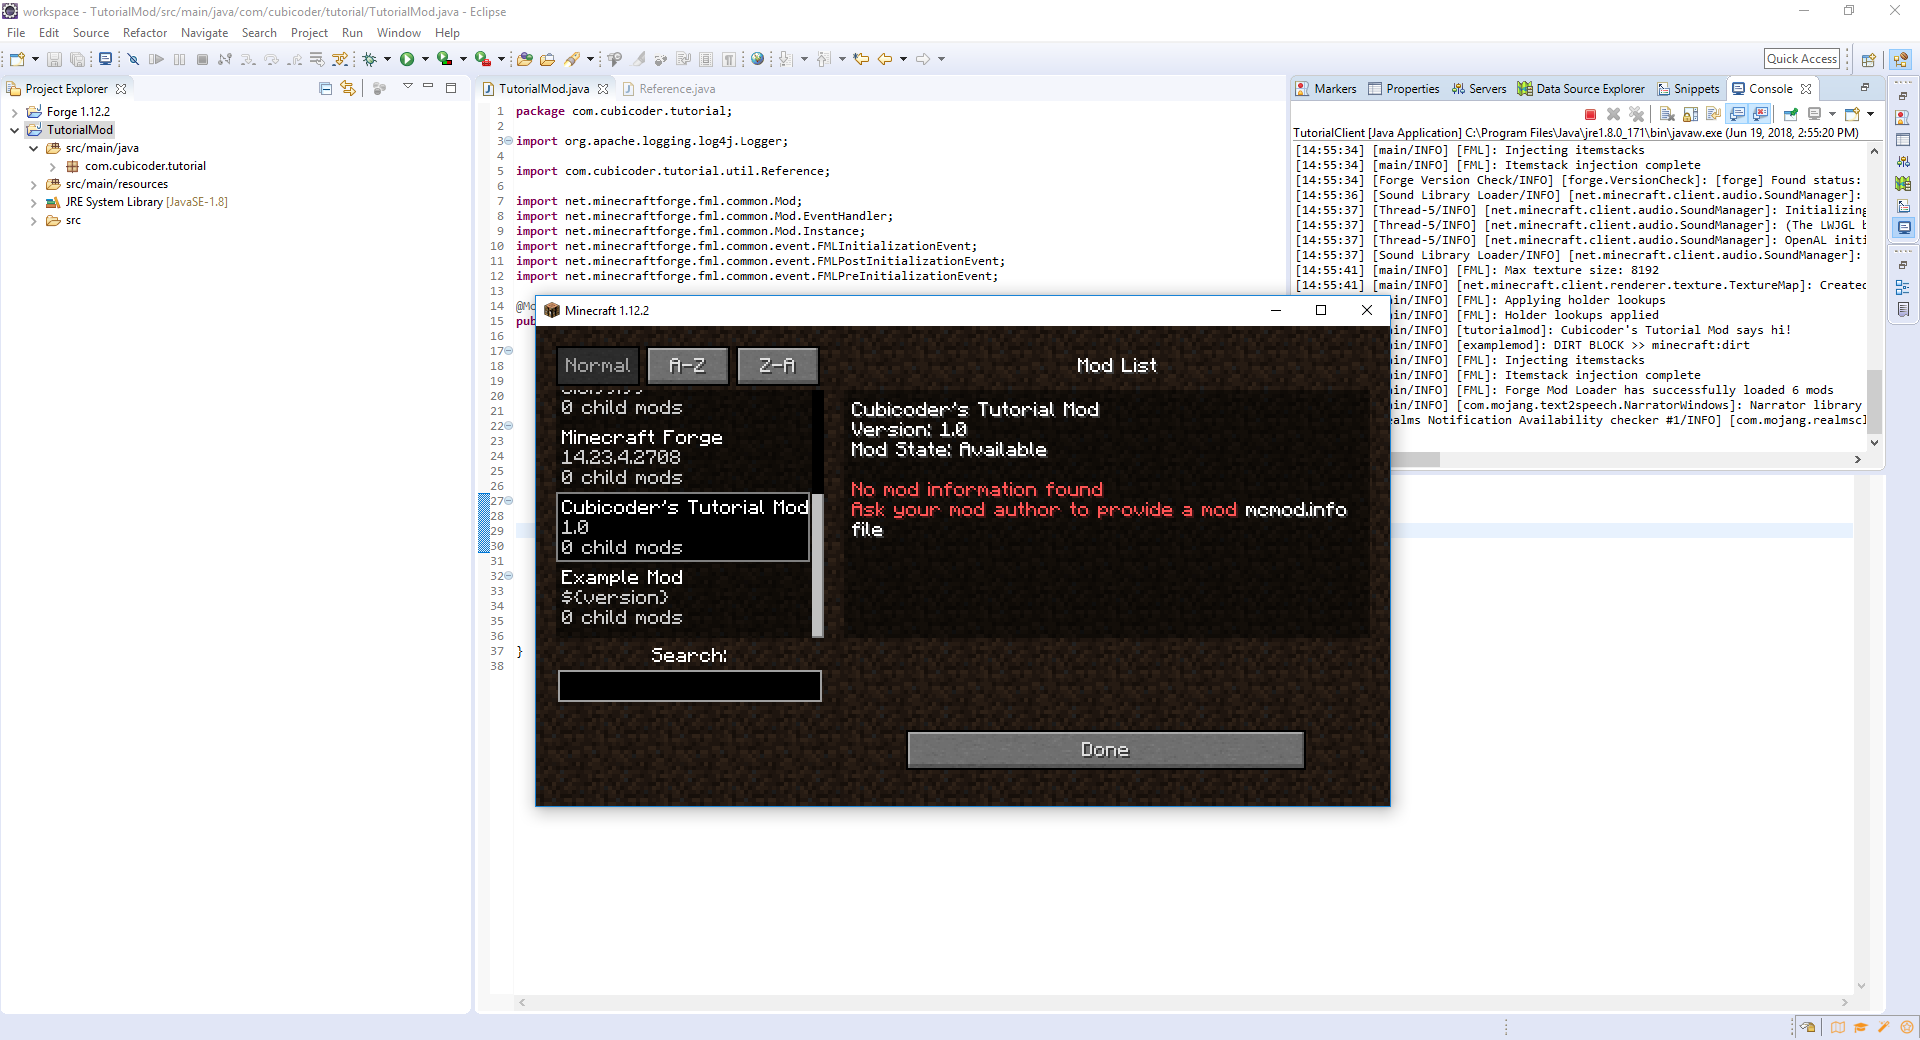 workspace - TutorialMod/src/main/java/com/cubicoder/tutorial/TutorialMod.java - Eclipse
File Edit Source Refactor Navigate Search Project Run Window Help
Quick Access
Project Explorer
Forge 1.12.2
TutorialMod
src/main/java
com.cubicoder.tutorial
src/main/resources
JRE System Library [JavaSE-1.8]
src
TutorialMod.java Reference.java
1 package com.cubicoder.tutorial;
2
3 import org.apache.logging.log4j.Logger;
4
5 import com.cubicoder.tutorial.util.Reference;
6
7 import net.minecraftforge.fml.common.Mod;
8 import net.minecraftforge.fml.common.Mod.EventHandler;
9 import net.minecraftforge.fml.common.Mod.Instance;
10 import net.minecraftforge.fml.common.event.FMLInitializationEvent;
11 import net.minecraftforge.fml.common.event.FMLPostInitializationEvent;
12 import net.minecraftforge.fml.common.event.FMLPreInitializationEvent;
13
14 @Mo
15 pub
16
17
18
19
20
21
22
23
24
25
26
27
28
29
30
31
32
33
34
35
36
37 }
38
Markers Properties Servers Data Source Explorer Snippets Console
TutorialClient [Java Application] C:\Program Files\Java\jre1.8.0_171\bin\javaw.exe (Jun 19, 2018, 2:55:20 PM)
[14:55:34] [main/INFO] [FML]: Injecting itemstacks
[14:55:34] [main/INFO] [FML]: Itemstack injection complete
[14:55:34] [Forge Version Check/INFO] [forge.VersionCheck]: [forge] Found status:
[14:55:36] [Sound Library Loader/INFO] [net.minecraft.client.audio.SoundManager]:
[14:55:37] [Thread-5/INFO] [net.minecraft.client.audio.SoundManager]: Initializing
[14:55:37] [Thread-5/INFO] [net.minecraft.client.audio.SoundManager]: (The LWJGL b
[14:55:37] [Thread-5/INFO] [net.minecraft.client.audio.SoundManager]: OpenAL initi
[14:55:37] [Sound Library Loader/INFO] [net.minecraft.client.audio.SoundManager]:
[14:55:41] [main/INFO] [FML]: Max texture size: 8192
[14:55:41] [main/INFO] [net.minecraft.client.renderer.texture.TextureMap]: Created
in/INFO] [FML]: Applying holder lookups
in/INFO] [FML]: Holder lookups applied
in/INFO] [tutorialmod]: Cubicoder's Tutorial Mod says hi!
in/INFO] [examplemod]: DIRT BLOCK >> minecraft:dirt
in/INFO] [FML]: Injecting itemstacks
in/INFO] [FML]: Itemstack injection complete
in/INFO] [FML]: Forge Mod Loader has successfully loaded 6 mods
in/INFO] [com.mojang.text2speech.NarratorWindows]: Narrator library
ealms Notification Availability checker #1/INFO] [com.mojang.realmscl
Minecraft 1.12.2
Normal A-Z Z-A
0 child mods
Minecraft Forge
14.23.4.2708
0 child mods
Cubicoder's Tutorial Mod
1.0
0 child mods
Example Mod
${version}
0 child mods
Search:
Mod List
Cubicoder's Tutorial Mod
Version: 1.0
Mod State: Available
No mod information found
Ask your mod author to provide a mod mcmod.info
file
Done